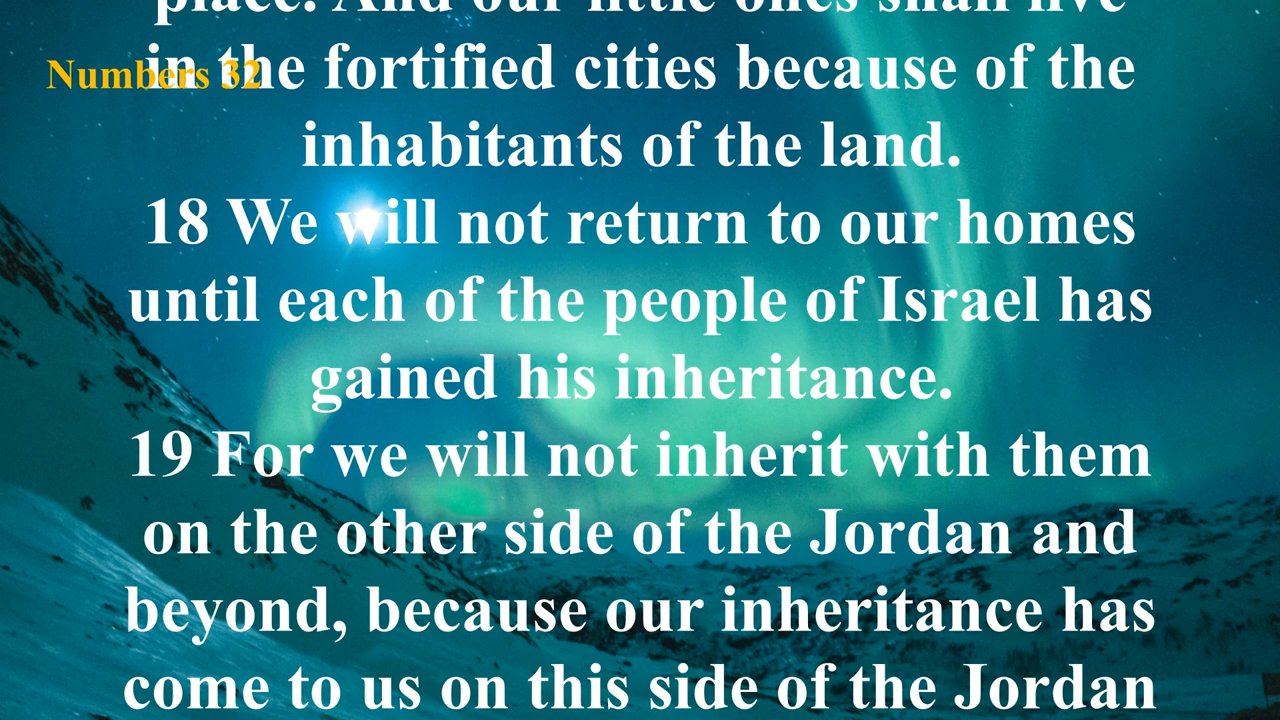 place. And our little ones shall live
Numbers 32
in the fortified cities because of the
inhabitants of the land.
18 We will not return to our homes
until each of the people of Israel has
gained his inheritance.
19 For we will not inherit with them
on the other side of the Jordan and
beyond, because our inheritance has
come to us on this side of the Jordan